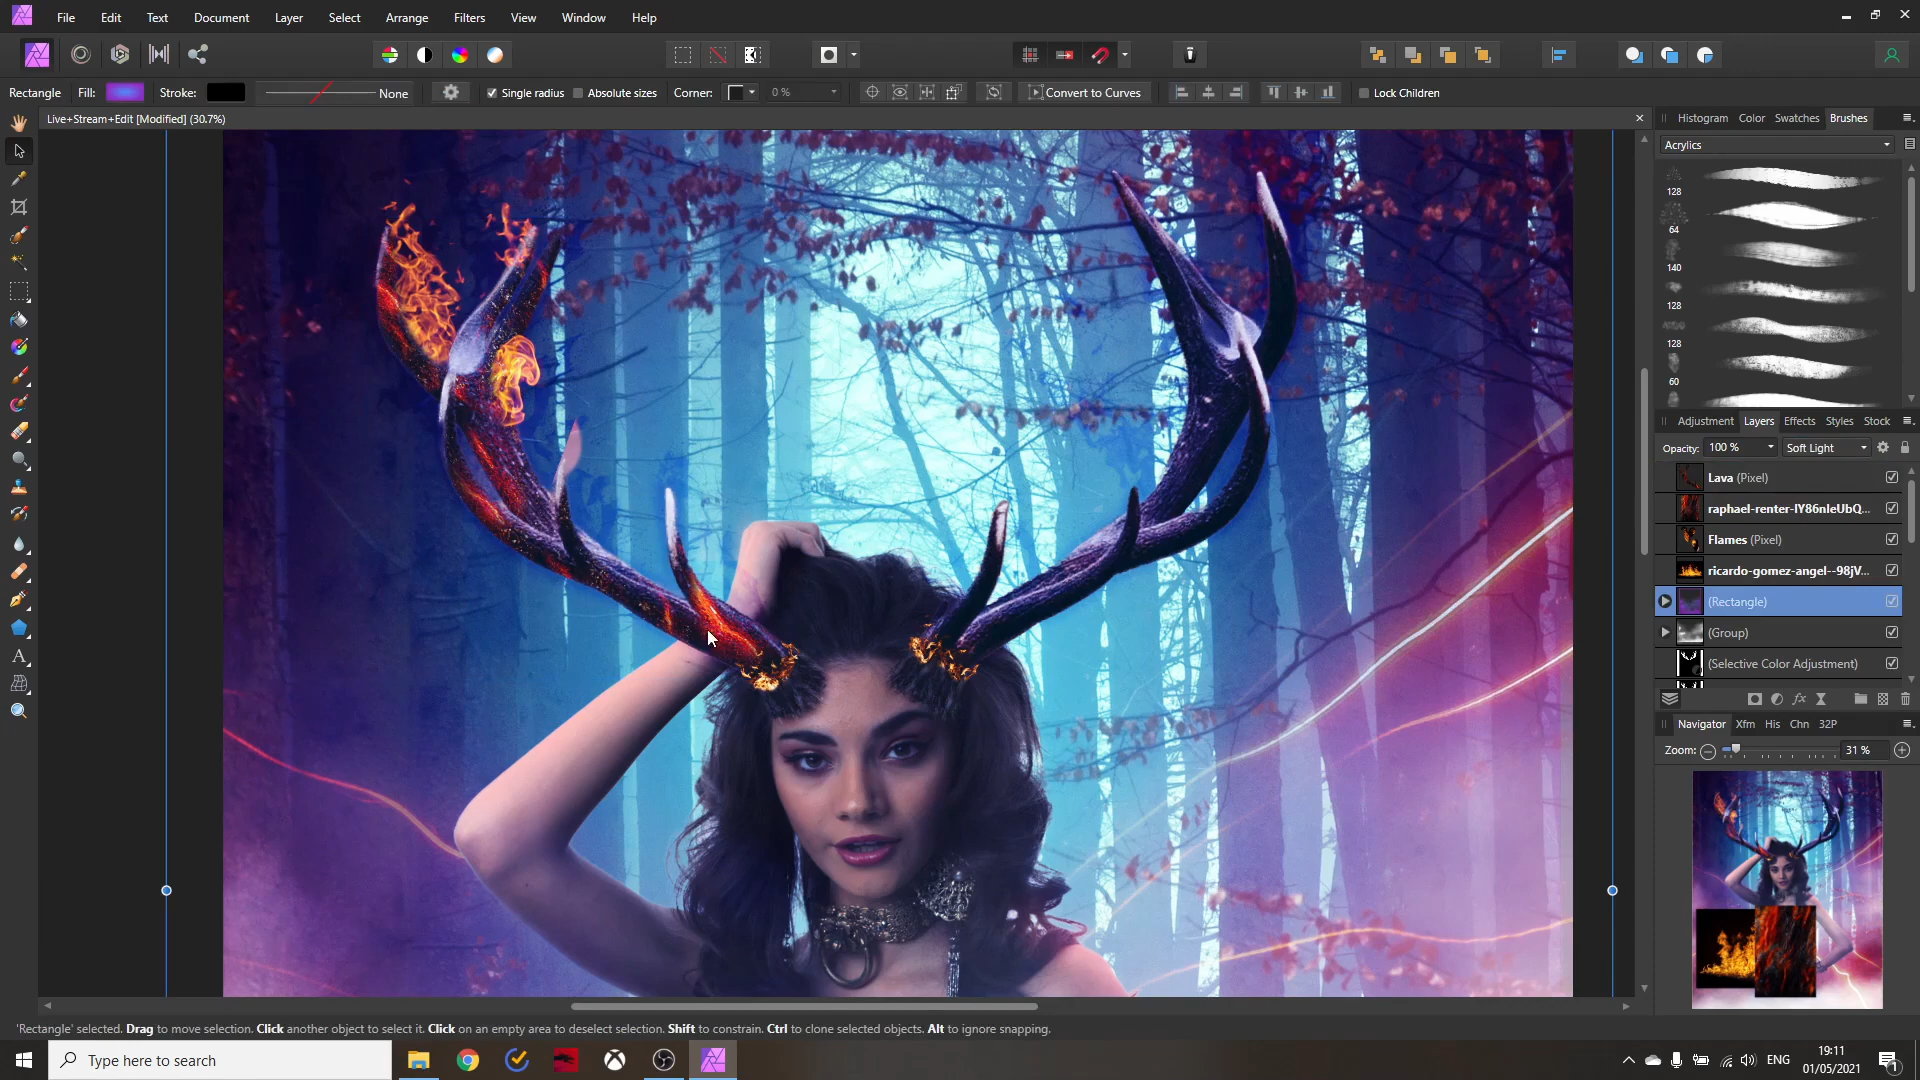 File Edit Text Document Layer Select Arrange Filters View Window Help
Rectangle Fill: Stroke: None Single radius Absolute sizes Corner: 0 % Convert to Curves Lock Children
Live+Stream+Edit [Modified] (30.7%)
Histogram Color Swatches Brushes
Acrylics
128
64
140
128
128
60
Adjustment Layers Effects Styles Stock
Opacity: 100 % Soft Light
Lava (Pixel)
raphael-renter-lY86nleUbQ...
Flames (Pixel)
ricardo-gomez-angel--98jV...
(Rectangle)
(Group)
(Selective Color Adjustment)
Navigator Xfm His Chn 32P
Zoom: 31 %
'Rectangle' selected. Drag to move selection. Click another object to select it. Click on an empty area to deselect selection. Shift to constrain. Ctrl to clone selected objects. Alt to ignore snapping.
Type here to search
ENG
19:11
01/05/2021
1